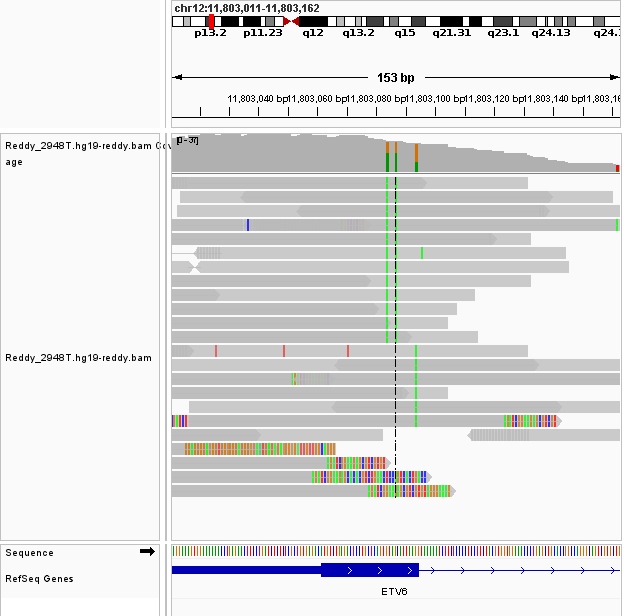 chr12:11,803,011-11,803,162
p13.2 p11.23 q12 q13.2 q15 q21.31 q23.1 q24.13 q24.
153 bp
11,803,040 bp 11,803,060 bp 11,803,080 bp 11,803,100 bp 11,803,120 bp 11,803,140 bp 11,803,16
Reddy_2948T.hg19-reddy.bam Cov
age
[0 - 37]
Reddy_2948T.hg19-reddy.bam
Sequence
RefSeq Genes
ETV6